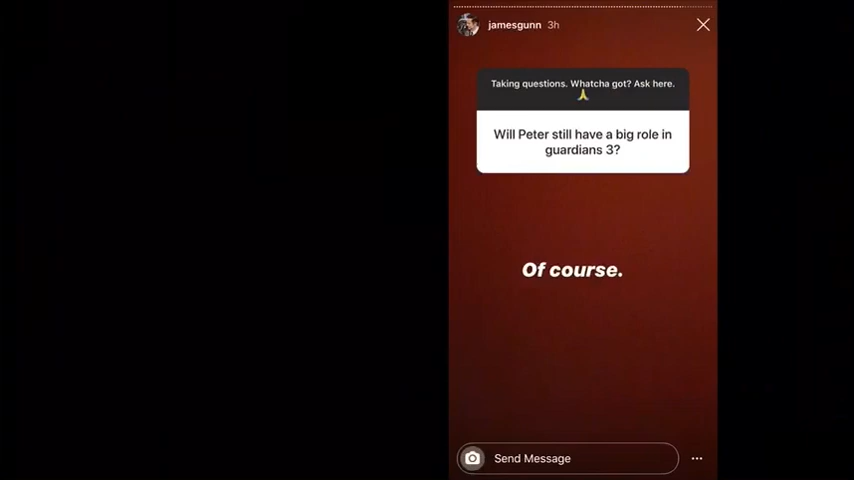 jamesgunn 3h
Taking questions. Whatcha got? Ask here.
🙏
Will Peter still have a big role in
guardians 3?
Of course.
Send Message